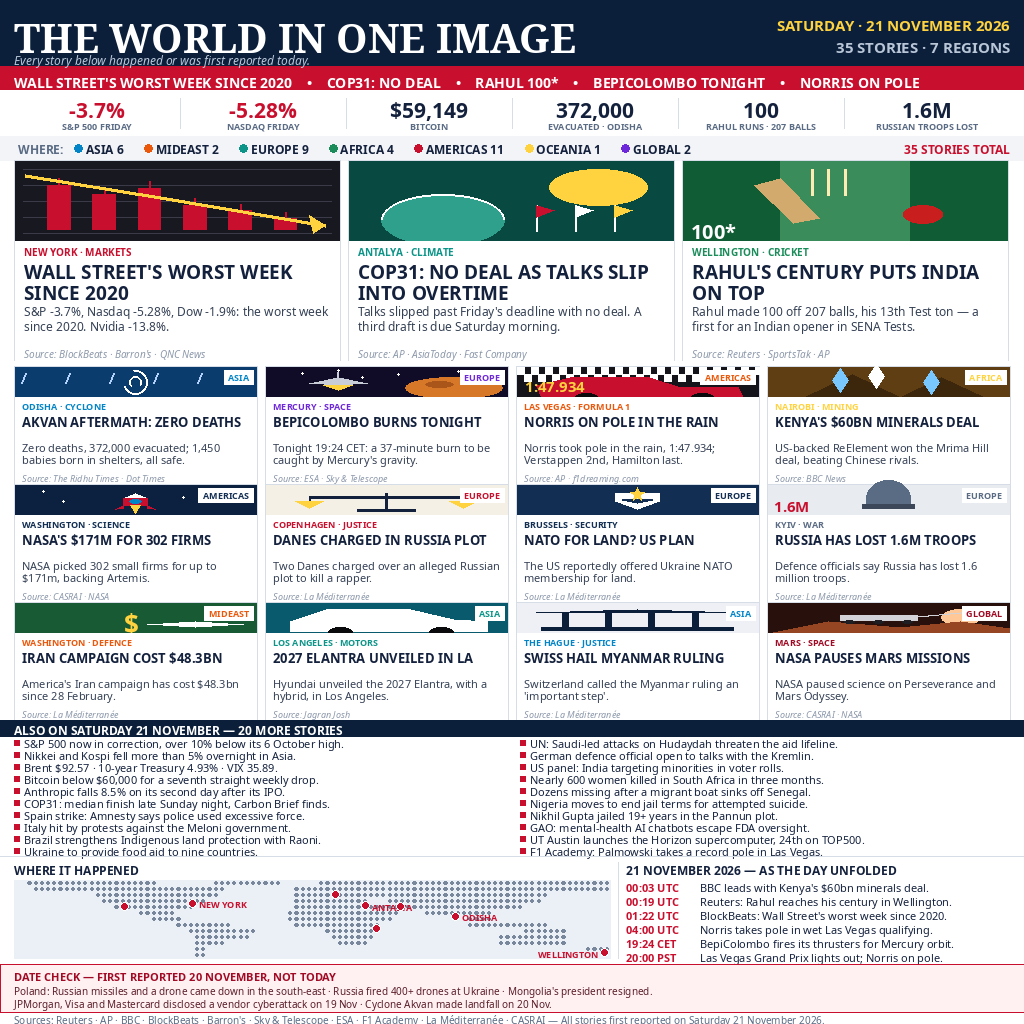 THE WORLD IN ONE IMAGE
Every story below happened or was first reported today.
SATURDAY · 21 NOVEMBER 2026
35 STORIES · 7 REGIONS
WALL STREET'S WORST WEEK SINCE 2020 • COP31: NO DEAL • RAHUL 100* • BEPICOLOMBO TONIGHT • NORRIS ON POLE
-3.7%
S&P 500 FRIDAY
-5.28%
NASDAQ FRIDAY
$59,149
BITCOIN
372,000
EVACUATED · ODISHA
100
RAHUL RUNS · 207 BALLS
1.6M
RUSSIAN TROOPS LOST
WHERE: ASIA 6 MIDEAST 2 EUROPE 9 AFRICA 4 AMERICAS 11 OCEANIA 1 GLOBAL 2 35 STORIES TOTAL
NEW YORK · MARKETS
WALL STREET'S WORST WEEK
SINCE 2020
S&P -3.7%, Nasdaq -5.28%, Dow -1.9%: the worst week
since 2020. Nvidia -13.8%.
Source: BlockBeats · Barron's · QNC News
ANTALYA · CLIMATE
COP31: NO DEAL AS TALKS SLIP
INTO OVERTIME
Talks slipped past Friday's deadline with no deal. A
third draft is due Saturday morning.
Source: AP · AsiaToday · Fast Company
100*
WELLINGTON · CRICKET
RAHUL'S CENTURY PUTS INDIA
ON TOP
Rahul made 100 off 207 balls, his 13th Test ton — a
first for an Indian opener in SENA Tests.
Source: Reuters · SportsTak · AP
ASIA
ODISHA · CYCLONE
AKVAN AFTERMATH: ZERO DEATHS
Zero deaths, 372,000 evacuated; 1,450
babies born in shelters, all safe.
Source: The Ridhu Times · Dot Times
EUROPE
MERCURY · SPACE
BEPICOLOMBO BURNS TONIGHT
Tonight 19:24 CET: a 37-minute burn to be
caught by Mercury's gravity.
Source: ESA · Sky & Telescope
1:47.934
AMERICAS
LAS VEGAS · FORMULA 1
NORRIS ON POLE IN THE RAIN
Norris took pole in the rain, 1:47.934;
Verstappen 2nd, Hamilton last.
Source: AP · f1dreaming.com
AFRICA
NAIROBI · MINING
KENYA'S $60BN MINERALS DEAL
US-backed ReElement won the Mrima Hill
deal, beating Chinese rivals.
Source: BBC News
AMERICAS
WASHINGTON · SCIENCE
NASA'S $171M FOR 302 FIRMS
NASA picked 302 small firms for up to
$171m, backing Artemis.
Source: CASRAI · NASA
EUROPE
COPENHAGEN · JUSTICE
DANES CHARGED IN RUSSIA PLOT
Two Danes charged over an alleged Russian
plot to kill a rapper.
Source: La Méditerranée
EUROPE
BRUSSELS · SECURITY
NATO FOR LAND? US PLAN
The US reportedly offered Ukraine NATO
membership for land.
Source: La Méditerranée
1.6M
EUROPE
KYIV · WAR
RUSSIA HAS LOST 1.6M TROOPS
Defence officials say Russia has lost 1.6
million troops.
Source: La Méditerranée
$
MIDEAST
WASHINGTON · DEFENCE
IRAN CAMPAIGN COST $48.3BN
America's Iran campaign has cost $48.3bn
since 28 February.
Source: La Méditerranée
ASIA
LOS ANGELES · MOTORS
2027 ELANTRA UNVEILED IN LA
Hyundai unveiled the 2027 Elantra, with a
hybrid, in Los Angeles.
Source: JagranJosh
ASIA
THE HAGUE · JUSTICE
SWISS HAIL MYANMAR RULING
Switzerland called the Myanmar ruling an
'important step'.
Source: La Méditerranée
GLOBAL
MARS · SPACE
NASA PAUSES MARS MISSIONS
NASA paused science on Perseverance and
Mars Odyssey.
Source: CASRAI · NASA
ALSO ON SATURDAY 21 NOVEMBER — 20 MORE STORIES
S&P 500 now in correction, over 10% below its 6 October high.
Nikkei and Kospi fell more than 5% overnight in Asia.
Brent $92.57 · 10-year Treasury 4.93% · VIX 35.89.
Bitcoin below $60,000 for a seventh straight weekly drop.
Anthropic falls 8.5% on its second day after its IPO.
COP31: median finish late Sunday night, Carbon Brief finds.
Spain strike: Amnesty says police used excessive force.
Italy hit by protests against the Meloni government.
Brazil strengthens Indigenous land protection with Raoni.
Ukraine to provide food aid to nine countries.
UN: Saudi-led attacks on Hudaydah threaten the aid lifeline.
German defence official open to talks with the Kremlin.
US panel: India targeting minorities in voter rolls.
Nearly 600 women killed in South Africa in three months.
Dozens missing after a migrant boat sinks off Senegal.
Nigeria moves to end jail terms for attempted suicide.
Nikhil Gupta jailed 19+ years in the Pannun plot.
GAO: mental-health AI chatbots escape FDA oversight.
UT Austin launches the Horizon supercomputer, 24th on TOP500.
F1 Academy: Palmowski takes a record pole in Las Vegas.
WHERE IT HAPPENED
NEW YORK
ANTALYA
ODISHA
WELLINGTON
21 NOVEMBER 2026 — AS THE DAY UNFOLDED
00:03 UTC BBC leads with Kenya's $60bn minerals deal.
00:19 UTC Reuters: Rahul reaches his century in Wellington.
01:22 UTC BlockBeats: Wall Street's worst week since 2020.
04:00 UTC Norris takes pole in wet Las Vegas qualifying.
19:24 CET BepiColombo fires its thrusters for Mercury orbit.
20:00 PST Las Vegas Grand Prix lights out; Norris on pole.
DATE CHECK — FIRST REPORTED 20 NOVEMBER, NOT TODAY
Poland: Russian missiles and a drone came down in the south-east · Russia fired 400+ drones at Ukraine · Mongolia's president resigned.
JPMorgan, Visa and Mastercard disclosed a vendor cyberattack on 19 Nov · Cyclone Akvan made landfall on 20 Nov.
Sources: Reuters · AP · BBC · BlockBeats · Barron's · Sky & Telescope · ESA · F1 Academy · La Méditerranée · CASRAI — All stories first reported on Saturday 21 November 2026.